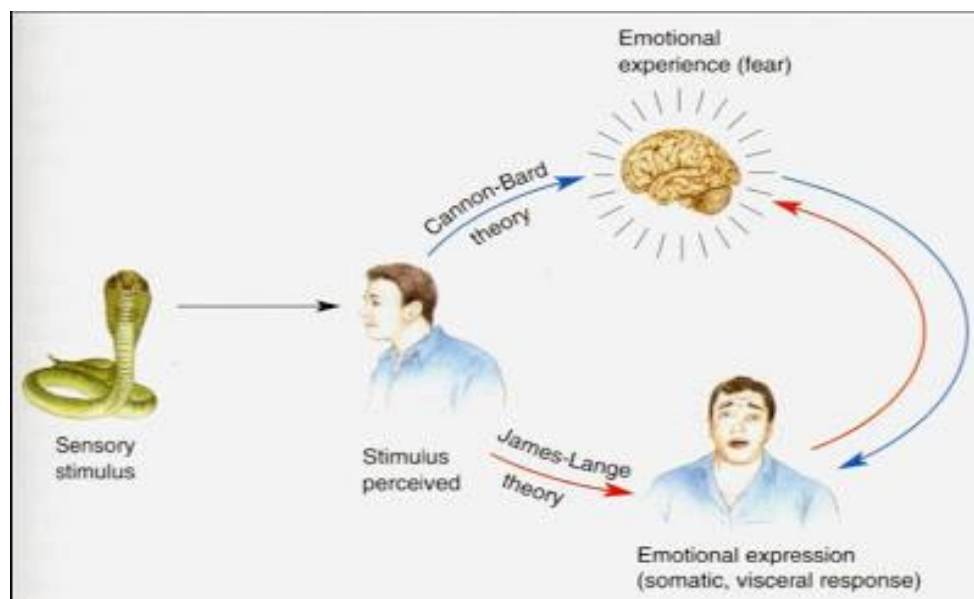 Emotional
experience (fear)
Cannon-Bard
theory
Sensory
stimulus
Stimulus
perceived
James-Lange
theory
Emotional expression
(somatic, visceral response)